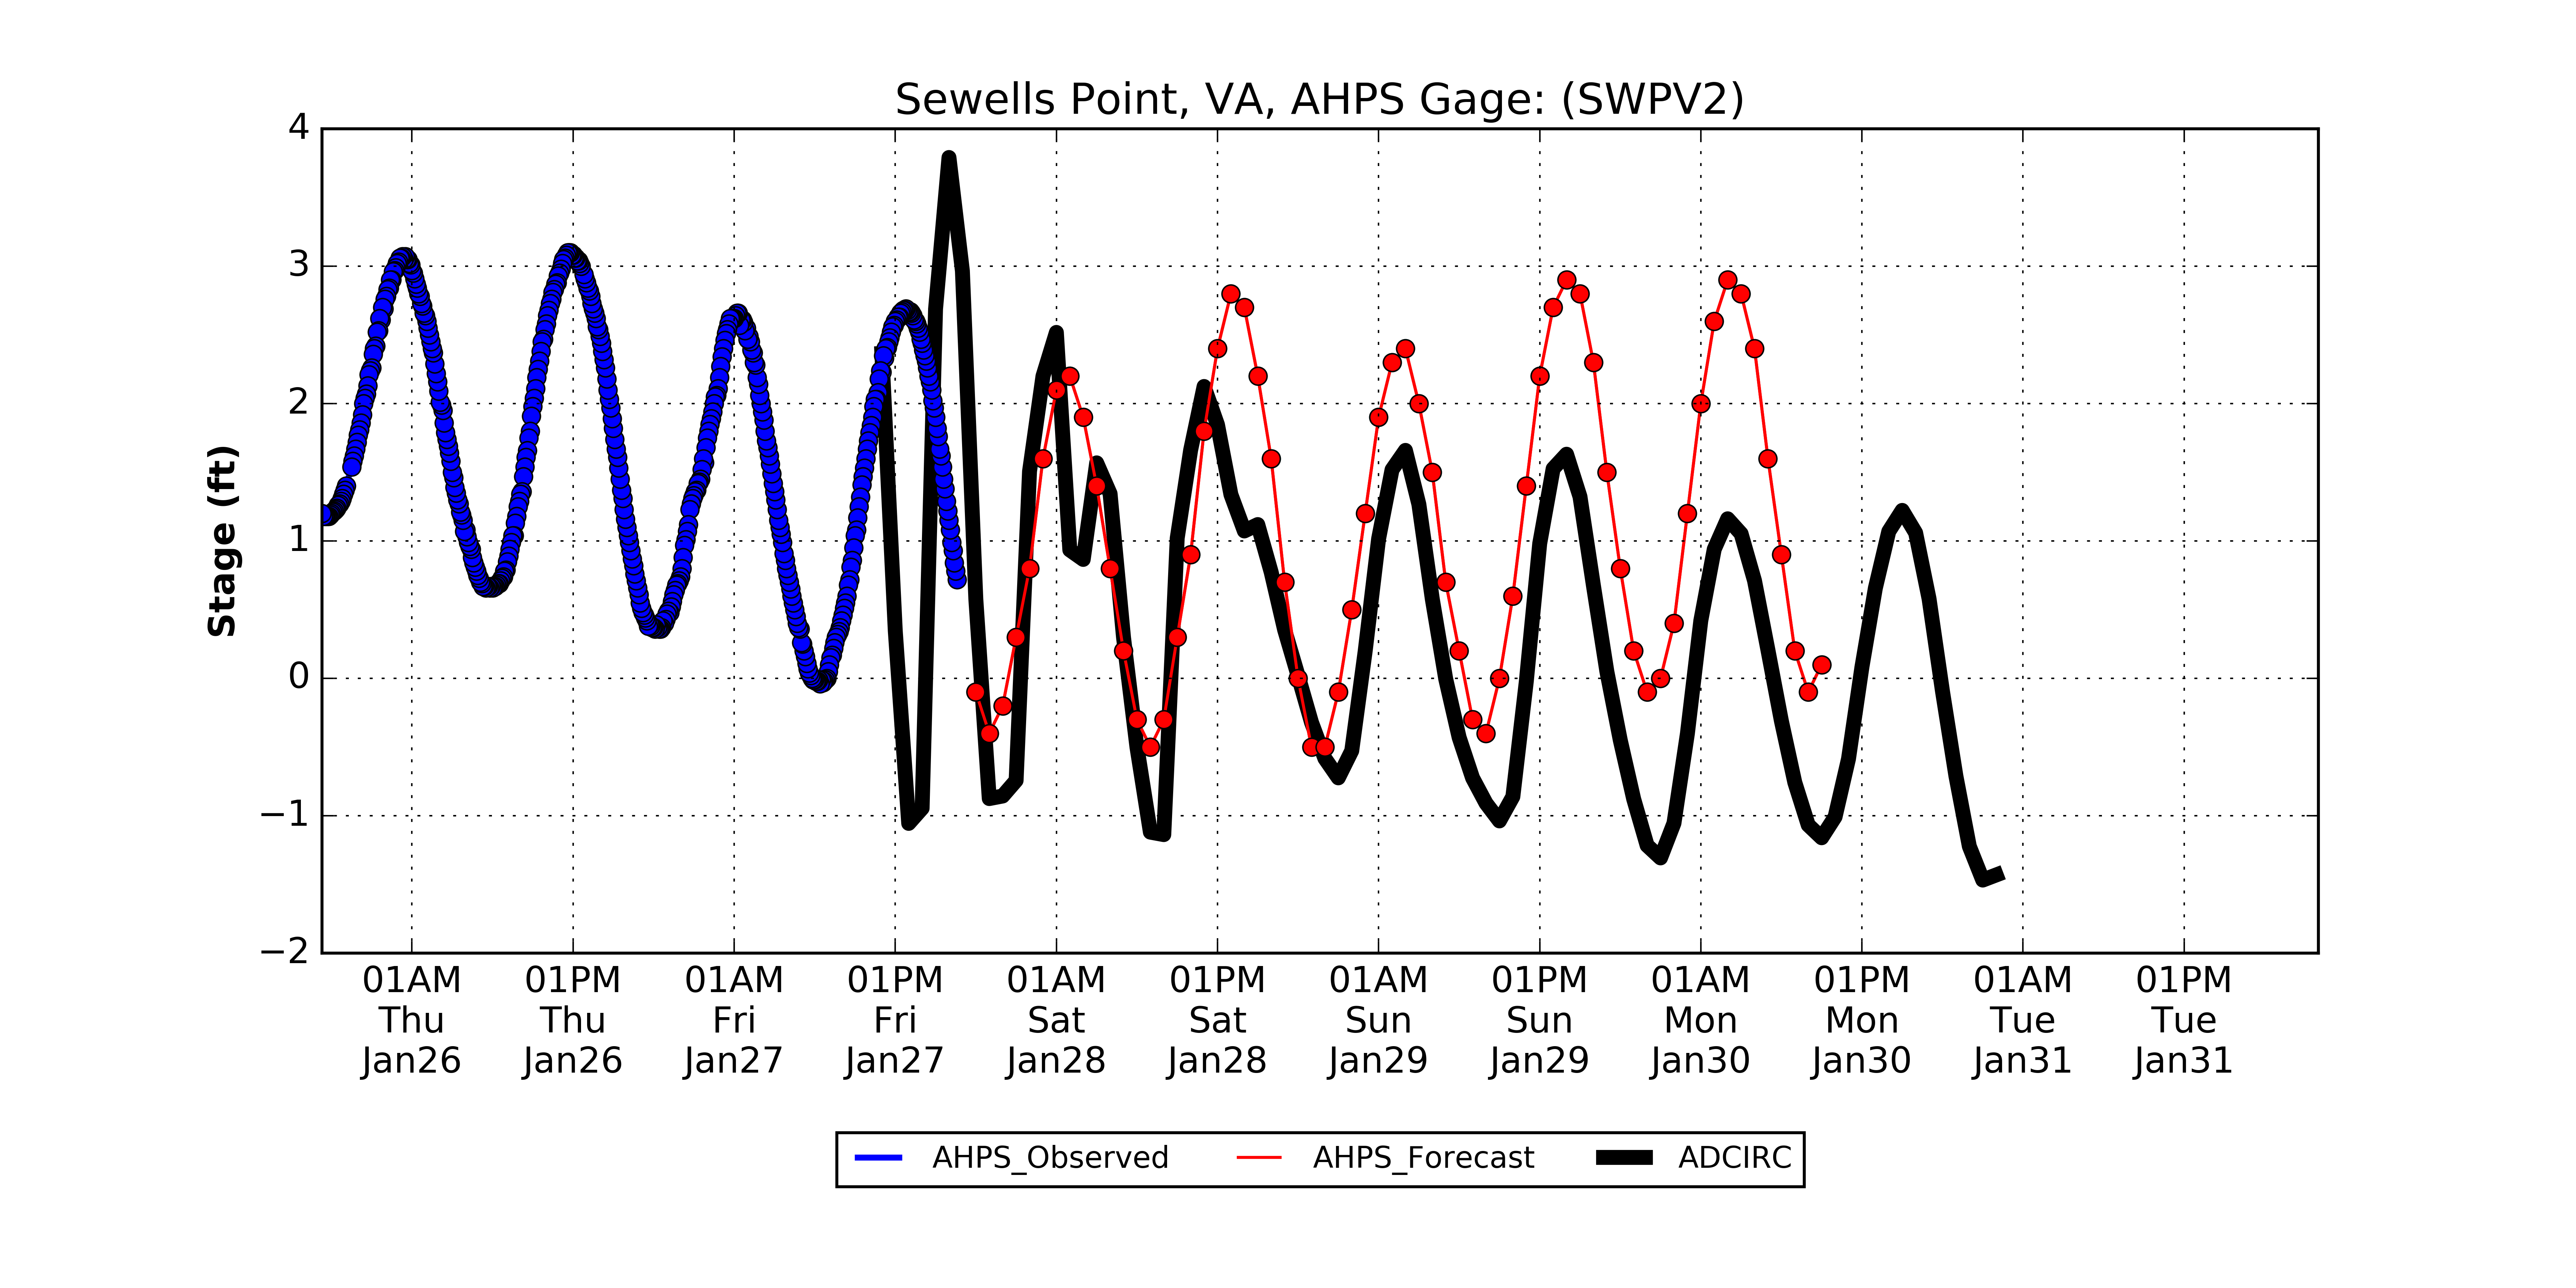 Sewells Point, VA, AHPS Gage: (SWPV2)
Stage (ft)
4
3
2
1
0
−1
−2
01AM 01PM 01AM 01PM 01AM 01PM 01AM 01PM 01AM 01PM 01AM 01PM
Thu Thu Fri Fri Sat Sat Sun Sun Mon Mon Tue Tue
Jan26 Jan26 Jan27 Jan27 Jan28 Jan28 Jan29 Jan29 Jan30 Jan30 Jan31 Jan31
AHPS_Observed AHPS_Forecast ADCIRC